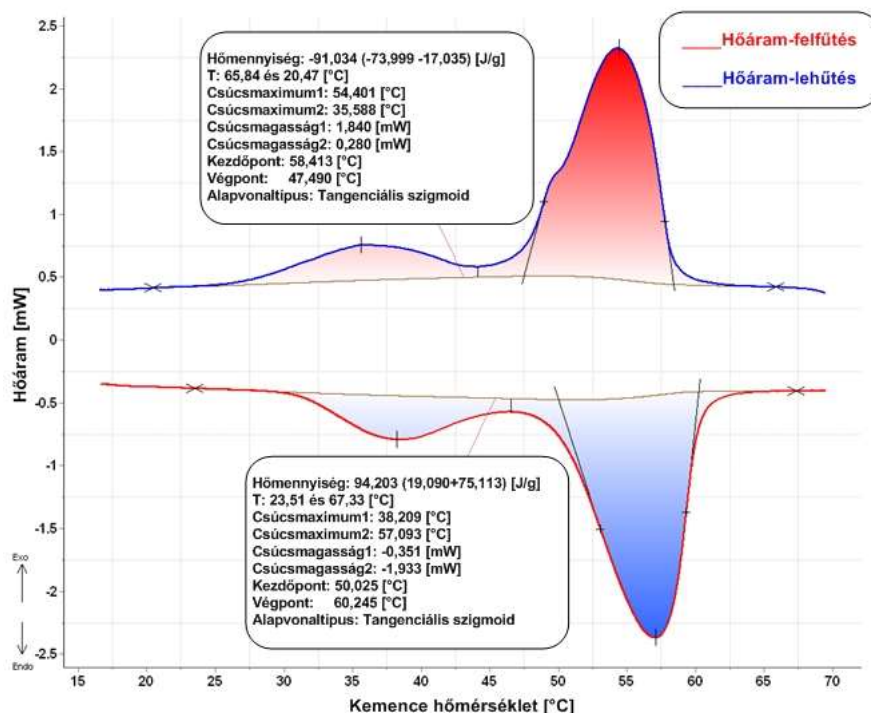 Hőáram-felfűtés
Hőáram-lehűtés
Hőmennyiség: -91,034 (-73,999 -17,035) [J/g]
T: 65,84 és 20,47 [°C]
Csúcsmaximum1: 54,401 [°C]
Csúcsmaximum2: 35,588 [°C]
Csúcsmagasság1: 1,840 [mW]
Csúcsmagasság2: 0,280 [mW]
Kezdőpont: 58,413 [°C]
Végpont: 47,490 [°C]
Alapvonaltípus: Tangenciális szigmoid
Hőmennyiség: 94,203 (19,090+75,113) [J/g]
T: 23,51 és 67,33 [°C]
Csúcsmaximum1: 38,209 [°C]
Csúcsmaximum2: 57,093 [°C]
Csúcsmagasság1: -0,351 [mW]
Csúcsmagasság2: -1,933 [mW]
Kezdőpont: 50,025 [°C]
Végpont: 60,245 [°C]
Alapvonaltípus: Tangenciális szigmoid
Hőáram [mW]
2.5
2
1.5
1
0.5
0
-0.5
-1
-1.5
-2
-2.5
Exo
Endo
15 20 25 30 35 40 45 50 55 60 65 70
Kemence hőmérséklet [°C]